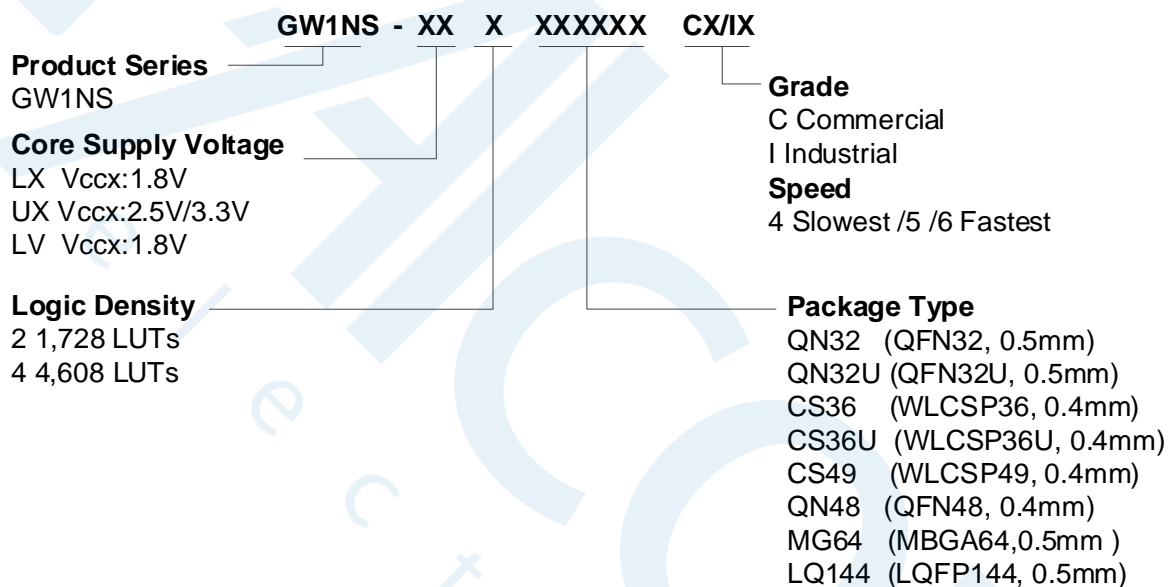 GW1NS - XX X XXXXXX CX/IX
Product Series
GW1NS
Core Supply Voltage
LX Vccx:1.8V
UX Vccx:2.5V/3.3V
LV Vccx:1.8V
Logic Density
2 1,728 LUTs
4 4,608 LUTs
Grade
C Commercial
I Industrial
Speed
4 Slowest /5 /6 Fastest
Package Type
QN32 (QFN32, 0.5mm)
QN32U (QFN32U, 0.5mm)
CS36 (WLCSP36, 0.4mm)
CS36U (WLCSP36U, 0.4mm)
CS49 (WLCSP49, 0.4mm)
QN48 (QFN48, 0.4mm)
MG64 (MBGA64,0.5mm )
LQ144 (LQFP144, 0.5mm)
e l e c t